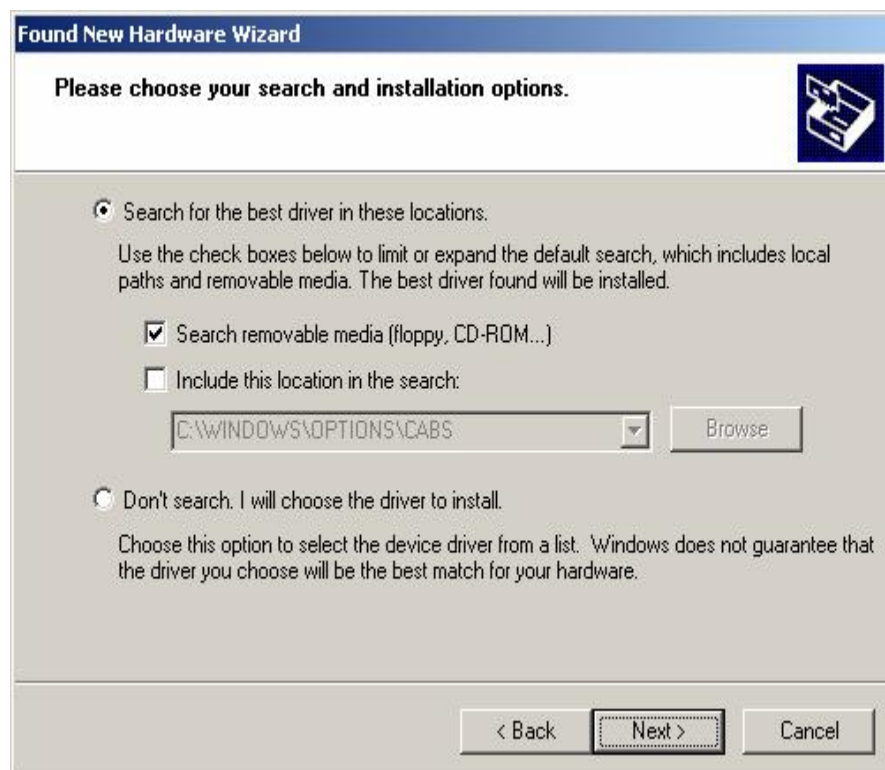 Found New Hardware Wizard
Please choose your search and installation options.
Search for the best driver in these locations.
Use the check boxes below to limit or expand the default search, which includes local
paths and removable media. The best driver found will be installed.
Search removable media (floppy, CD-ROM...)
Include this location in the search:
C:\WINDOWS\OPTIONS\CABS
Browse
Don't search. I will choose the driver to install.
Choose this option to select the device driver from a list.  Windows does not guarantee that
the driver you choose will be the best match for your hardware.
< Back
Next >
Cancel